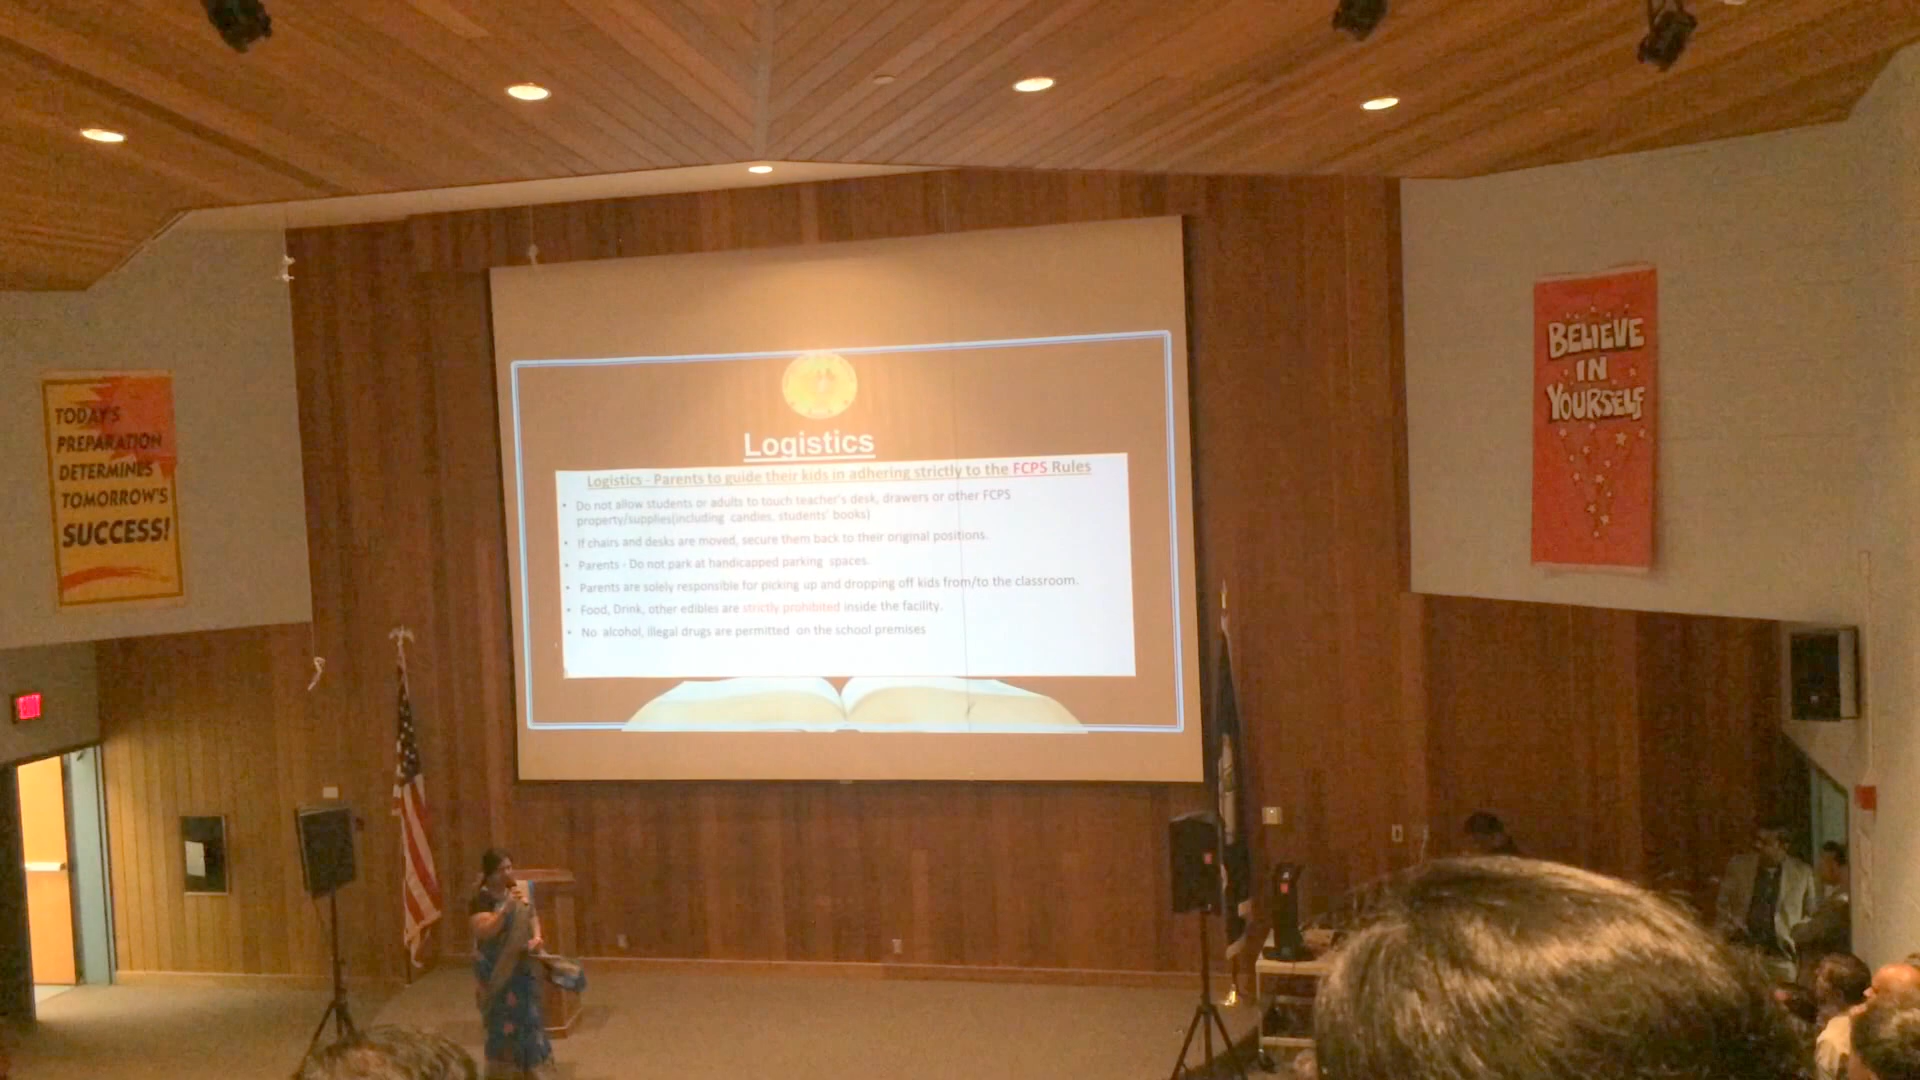 TODAY'S
PREPARATION
DETERMINES
TOMORROW'S
SUCCESS!
Logistics
Logistics - Parents to guide their kids in adhering strictly to the FCPS Rules
• Do not allow students or adults to touch teacher's desk, drawers or other FCPS
property/supplies(including candies, students' books)
• If chairs and desks are moved, secure them back to their original positions.
• Parents - Do not park at handicapped parking spaces.
• Parents are solely responsible for picking up and dropping off kids from/to the classroom.
• Food, Drink, other edibles are strictly prohibited inside the facility.
• No alcohol, illegal drugs are permitted on the school premises
BELIEVE
IN
YOURSELF
EXIT